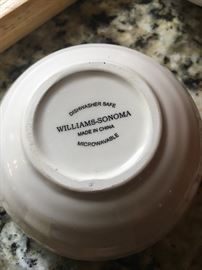 DISHWASHER SAFE
WILLIAMS-SONOMA
MADE IN CHINA
MICROWAVABLE